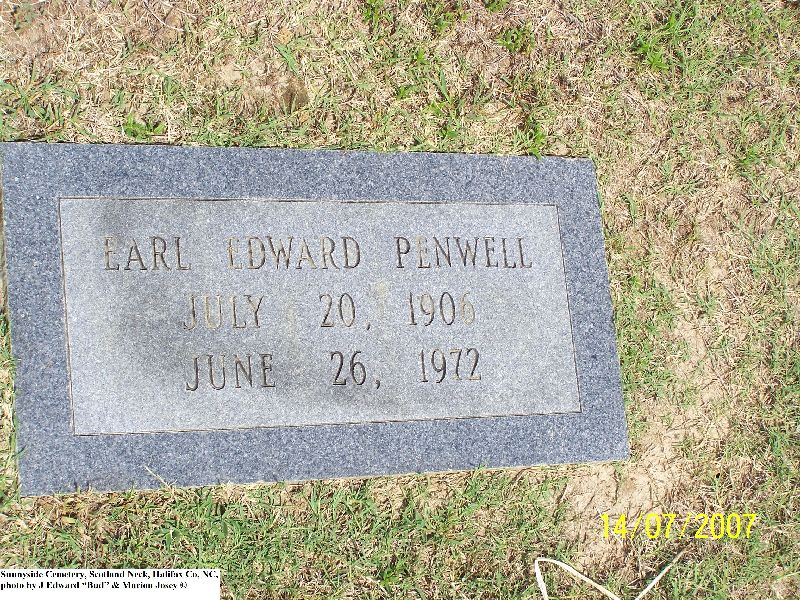 EARL EDWARD PENWELL
JULY 20, 1906
JUNE 26, 1972
14/07/2007
Sunnyside Cemetery, Scotland Neck, Halifax Co, NC,
photo by J Edward "Bud" & Marion Josey ©